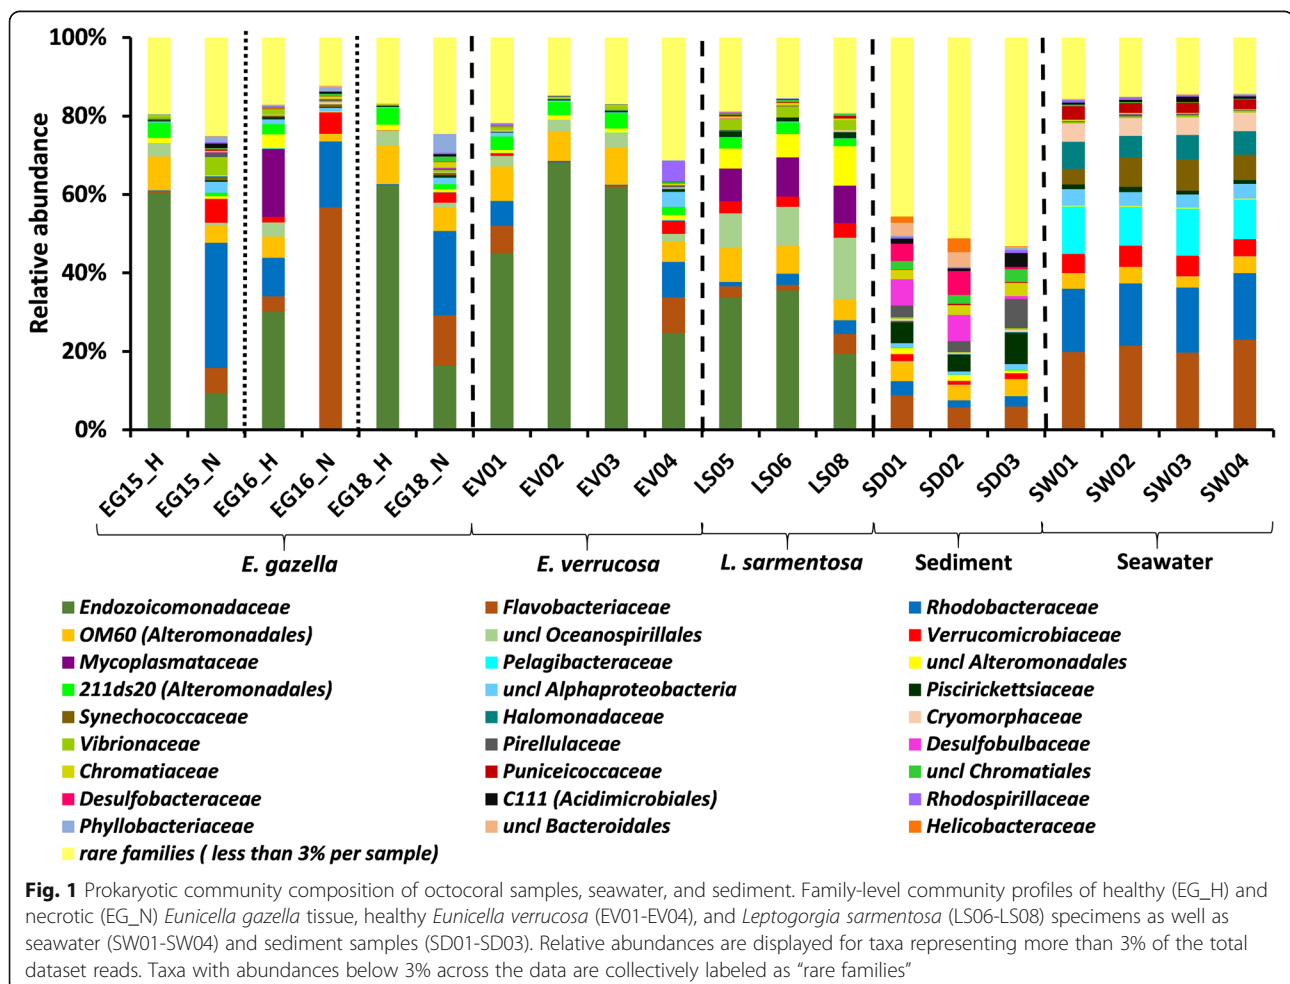 100%
80%
60%
40%
20%
0%
Relative abundance
EG15_H
EG15_N
EG16_H
EG16_N
EG18_H
EG18_N
EV01
EV02
EV03
EV04
LS05
LS06
LS08
SD01
SD02
SD03
SW01
SW02
SW03
SW04
E. gazella
E. verrucosa
L. sarmentosa
Sediment
Seawater
Endozoicomonadaceae
Flavobacteriaceae
Rhodobacteraceae
OM60 (Alteromonadales)
uncl Oceanospirillales
Verrucomicrobiaceae
Mycoplasmataceae
Pelagibacteraceae
uncl Alteromonadales
211ds20 (Alteromonadales)
uncl Alphaproteobacteria
Piscirickettsiaceae
Synechococcaceae
Halomonadaceae
Cryomorphaceae
Vibrionaceae
Pirellulaceae
Desulfobulbaceae
Chromatiaceae
Puniceicoccaceae
uncl Chromatiales
Desulfobacteraceae
C111 (Acidimicrobiales)
Rhodospirillaceae
Phyllobacteriaceae
uncl Bacteroidales
Helicobacteraceae
rare families ( less than 3% per sample)
Fig. 1 Prokaryotic community composition of octocoral samples, seawater, and sediment. Family-level community profiles of healthy (EG_H) and
necrotic (EG_N) Eunicella gazella tissue, healthy Eunicella verrucosa (EV01-EV04), and Leptogorgia sarmentosa (LS06-LS08) specimens as well as
seawater (SW01-SW04) and sediment samples (SD01-SD03). Relative abundances are displayed for taxa representing more than 3% of the total
dataset reads. Taxa with abundances below 3% across the data are collectively labeled as “rare families”